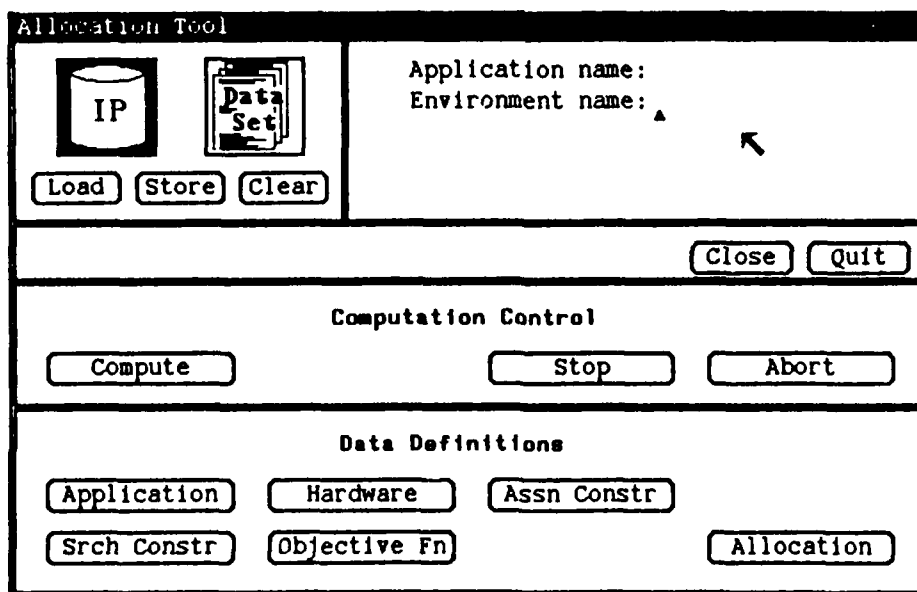 Allocation Tool
IP
Data
Set
Application name:
Environment name:
Load Store Clear
Close Quit
Computation Control
Compute Stop Abort
Data Definitions
Application Hardware Assn Constr
Srch Constr Objective Fn Allocation